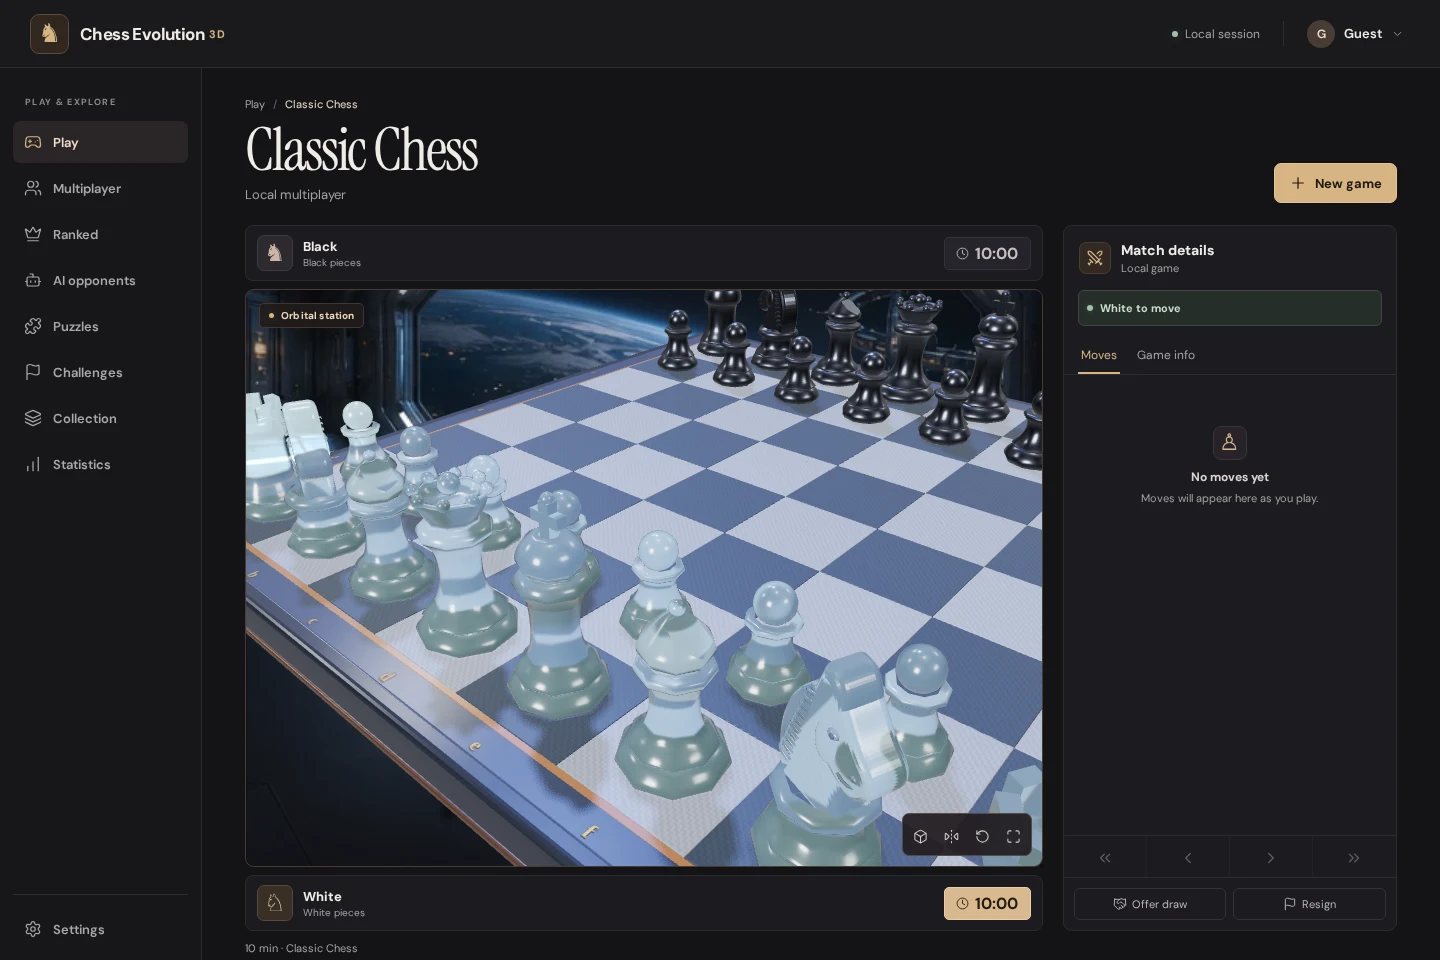 Chess Evolution 3D
Local session
G
Guest
PLAY & EXPLORE
Play
Multiplayer
Ranked
AI opponents
Puzzles
Challenges
Collection
Statistics
Settings
Play / Classic Chess
Classic Chess
Local multiplayer
New game
Black
Black pieces
10:00
Orbital station
b
c
d
e
f
White
White pieces
10:00
10 min · Classic Chess
Match details
Local game
White to move
Moves
Game info
No moves yet
Moves will appear here as you play.
Offer draw
Resign